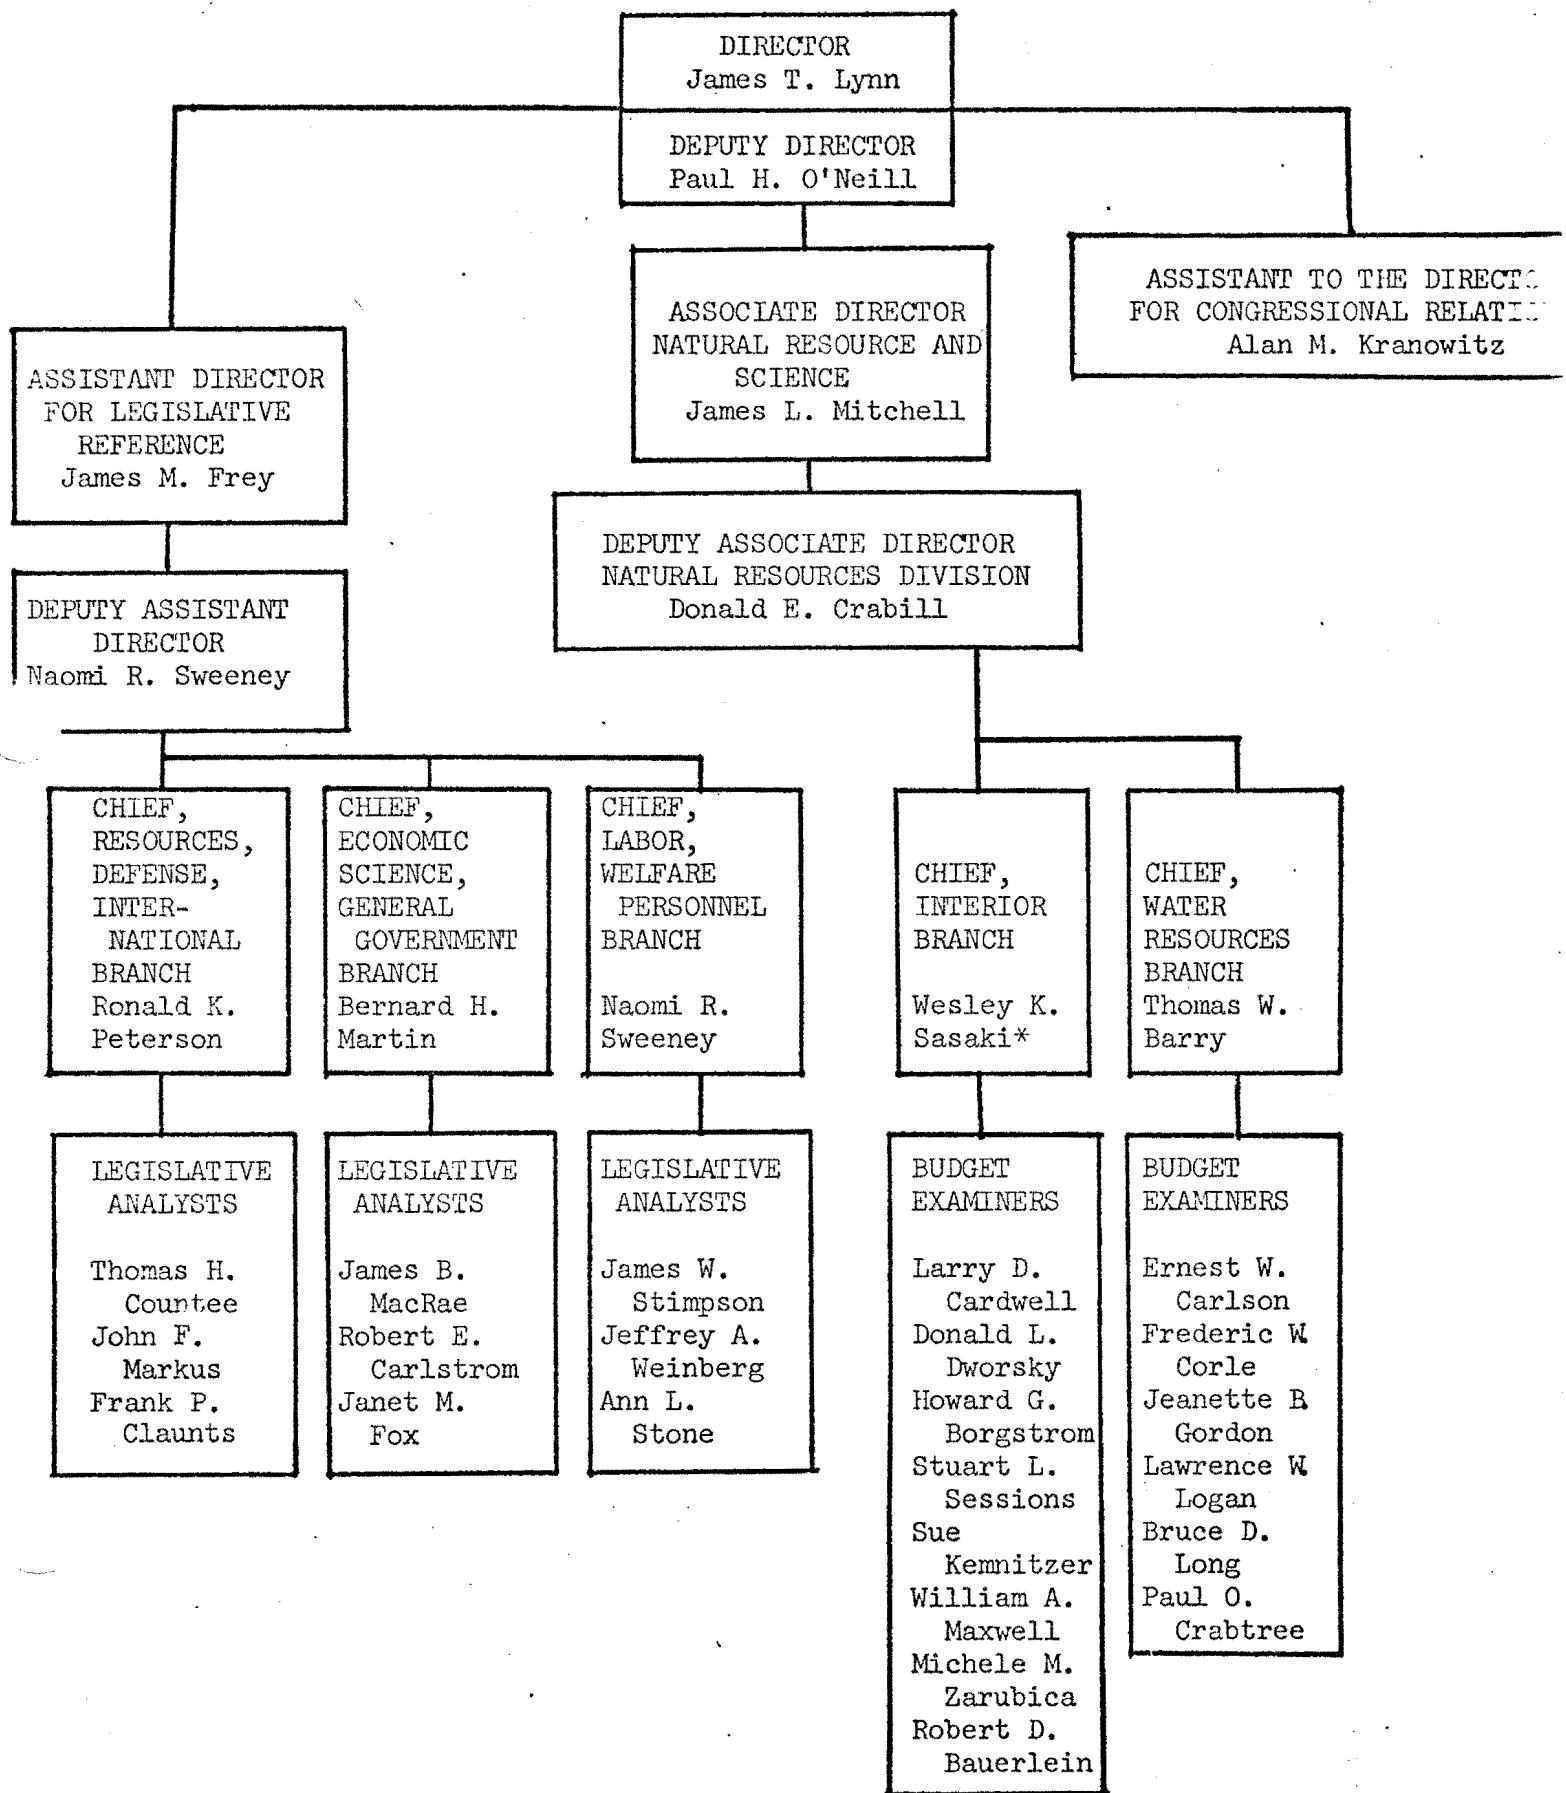 DIRECTOR
James T. Lynn
DEPUTY DIRECTOR
Paul H. O'Neill
ASSISTANT DIRECTOR
FOR LEGISLATIVE
REFERENCE
James M. Frey
DEPUTY ASSISTANT
DIRECTOR
Naomi R. Sweeney
ASSOCIATE DIRECTOR
NATURAL RESOURCE AND
SCIENCE
James L. Mitchell
DEPUTY ASSOCIATE DIRECTOR
NATURAL RESOURCES DIVISION
Donald E. Crabill
ASSISTANT TO THE
FOR CONGRESSIONAL
Alan M. Kranowitz
CHIEF,
RESOURCES,
DEFENSE,
INTER-
NATIONAL
BRANCH
Ronald K.
Peterson
CHIEF,
ECONOMIC
SCIENCE,
GENERAL
GOVERNMENT
BRANCH
Bernard H.
Martin
CHIEF,
LABOR,
WELFARE
PERSONNEL
BRANCH
Naomi R.
Sweeney
CHIEF,
INTERIOR
BRANCH
Wesley K.
Sasaki*
CHIEF,
WATER
RESOURCES
BRANCH
Thomas W.
Barry
LEGISLATIVE
ANALYSTS
Thomas H.
Countee
John F.
Markus
Frank P.
Claunts
LEGISLATIVE
ANALYSTS
James B.
MacRae
Robert E.
Carlstrom
Janet M.
Fox
LEGISLATIVE
ANALYSTS
James W.
Stimpson
Jeffrey A.
Weinberg
Ann L.
Stone
BUDGET
EXAMINERS
Larry D.
Cardwell
Donald L.
Dworsky
Howard G.
Borgstrom
Stuart L.
Sessions
Sue
Kemnitzer
William A.
Maxwell
Michele M.
Zarubica
Robert D.
Bauerlein
BUDGET
EXAMINERS
Ernest W.
Carlson
Frederic W.
Corle
Jeanette B.
Gordon
Lawrence W.
Logan
Bruce D.
Long
Paul O.
Crabtree